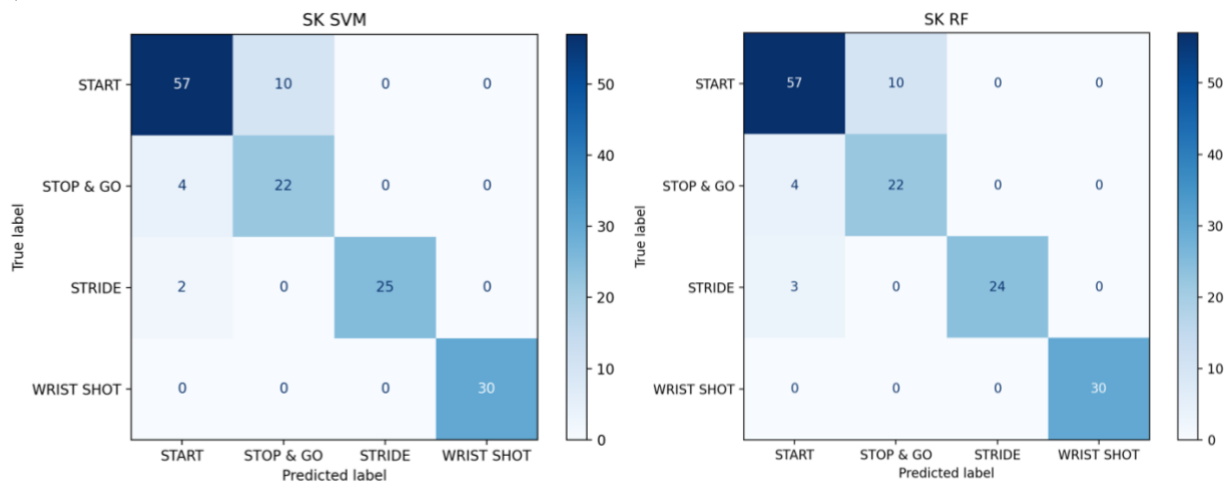 SK SVM
START 57 10 0 0
STOP & GO 4 22 0 0
STRIDE 2 0 25 0
WRIST SHOT 0 0 0 30
START STOP & GO STRIDE WRIST SHOT
Predicted label
True label
50
40
30
20
10
0
SK RF
START 57 10 0 0
STOP & GO 4 22 0 0
STRIDE 3 0 24 0
WRIST SHOT 0 0 0 30
START STOP & GO STRIDE WRIST SHOT
Predicted label
True label
50
40
30
20
10
0